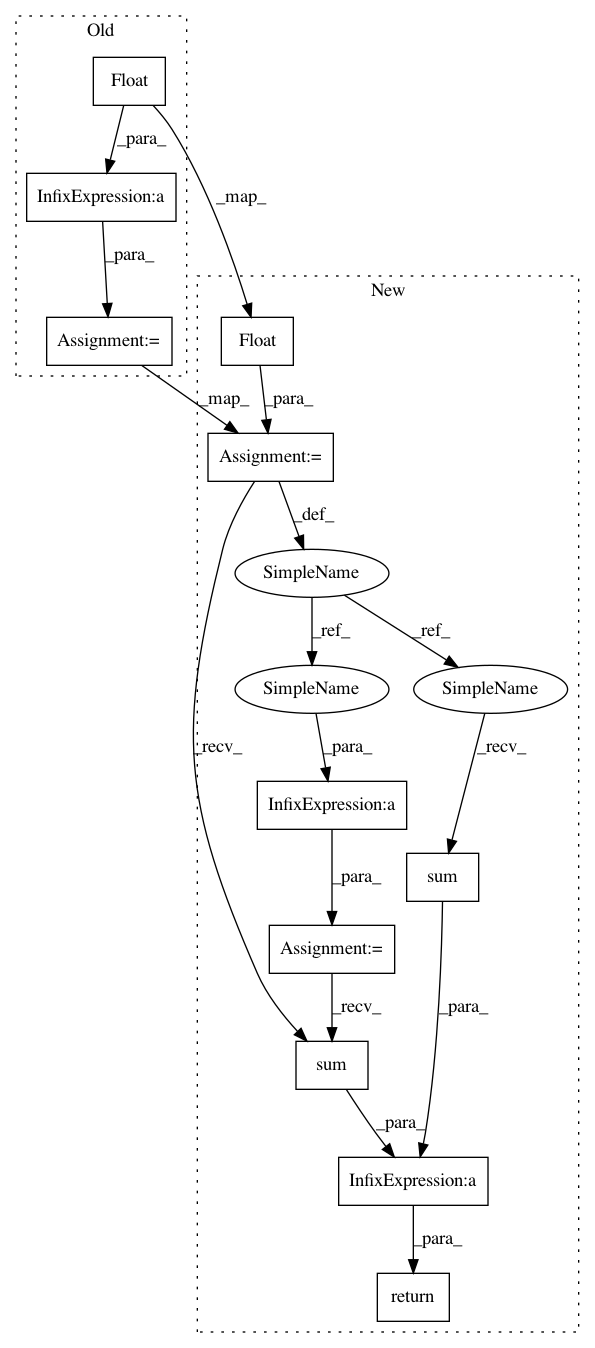 Old
Float
_para_
InfixExpression:a
_map_
_para_
New
Assignment:=
Float
_map_
_para_
Assignment:=
_def_
SimpleName
_ref_
_ref_
SimpleName
SimpleName
_recv_
_para_
_recv_
InfixExpression:a
sum
_para_
Assignment:=
_recv_
_para_
sum
_para_
InfixExpression:a
_para_
return